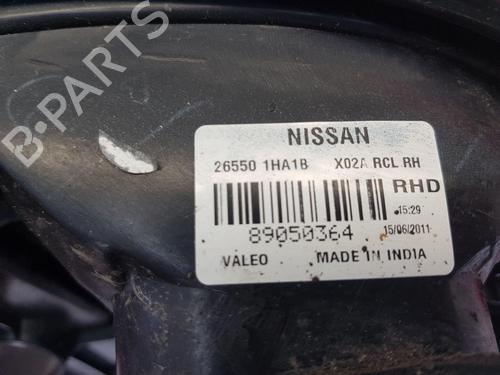 NISSAN
26550 1HA1B X02A RCL RH
RHD
15:29
89050364 15/06/2011
VALEO MADE IN INDIA
B-PARTS